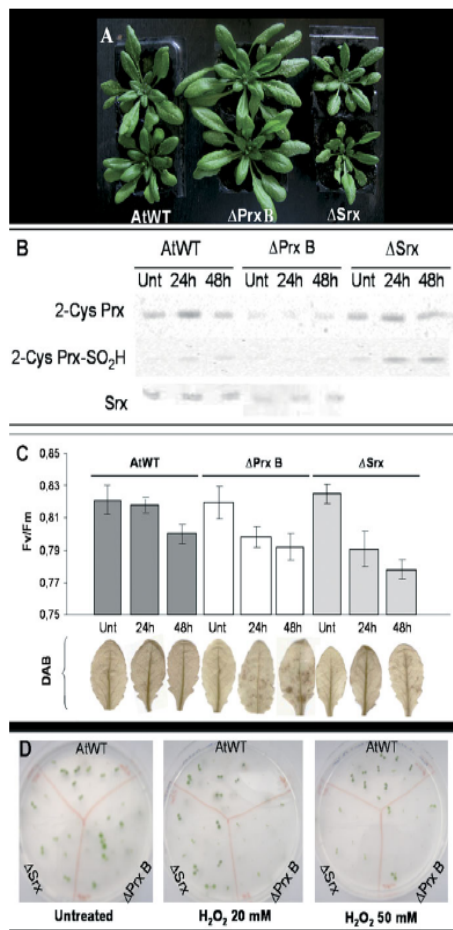 A
AtWT ΔPrx B ΔSrx
B
AtWT ΔPrx B ΔSrx
Unt 24h 48h Unt 24h 48h Unt 24h 48h
2-Cys Prx
2-Cys Prx-SO₂H
Srx
C
0,85
AtWT ΔPrx B ΔSrx
0,83
0,81
0,79
0,77
0,75
Fv/Fm
Unt 24h 48h Unt 24h 48h Unt 24h 48h
DAB
D
AtWT AtWT AtWT
ΔSrx ΔPrx B ΔSrx ΔPrx B ΔSrx ΔPrx B
Untreated H₂O₂ 20 mM H₂O₂ 50 mM